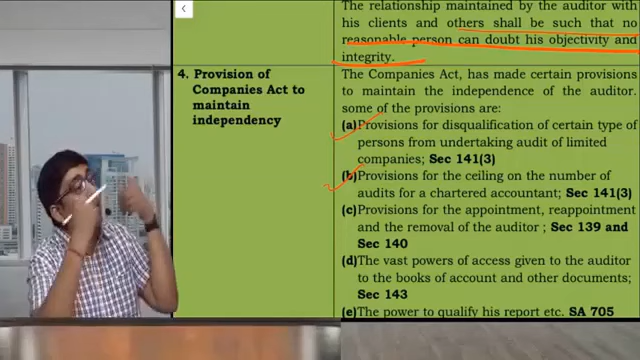 The relationship maintained by the auditor with
his clients and others shall be such that no
reasonable person can doubt his objectivity and
integrity.
4. Provision of
Companies Act to
maintain
independency
The Companies Act, has made certain provisions
to maintain the independence of the auditor.
some of the provisions are:
(a)Provisions for disqualification of certain type of
persons from undertaking audit of limited
companies; Sec 141(3)
(b)Provisions for the ceiling on the number of
audits for a chartered accountant; Sec 141(3)
(c)Provisions for the appointment, reappointment
and the removal of the auditor ; Sec 139 and
Sec 140
(d)The vast powers of access given to the auditor
to the books of account and other documents;
Sec 143
(e)The power to qualify his report etc. SA 705